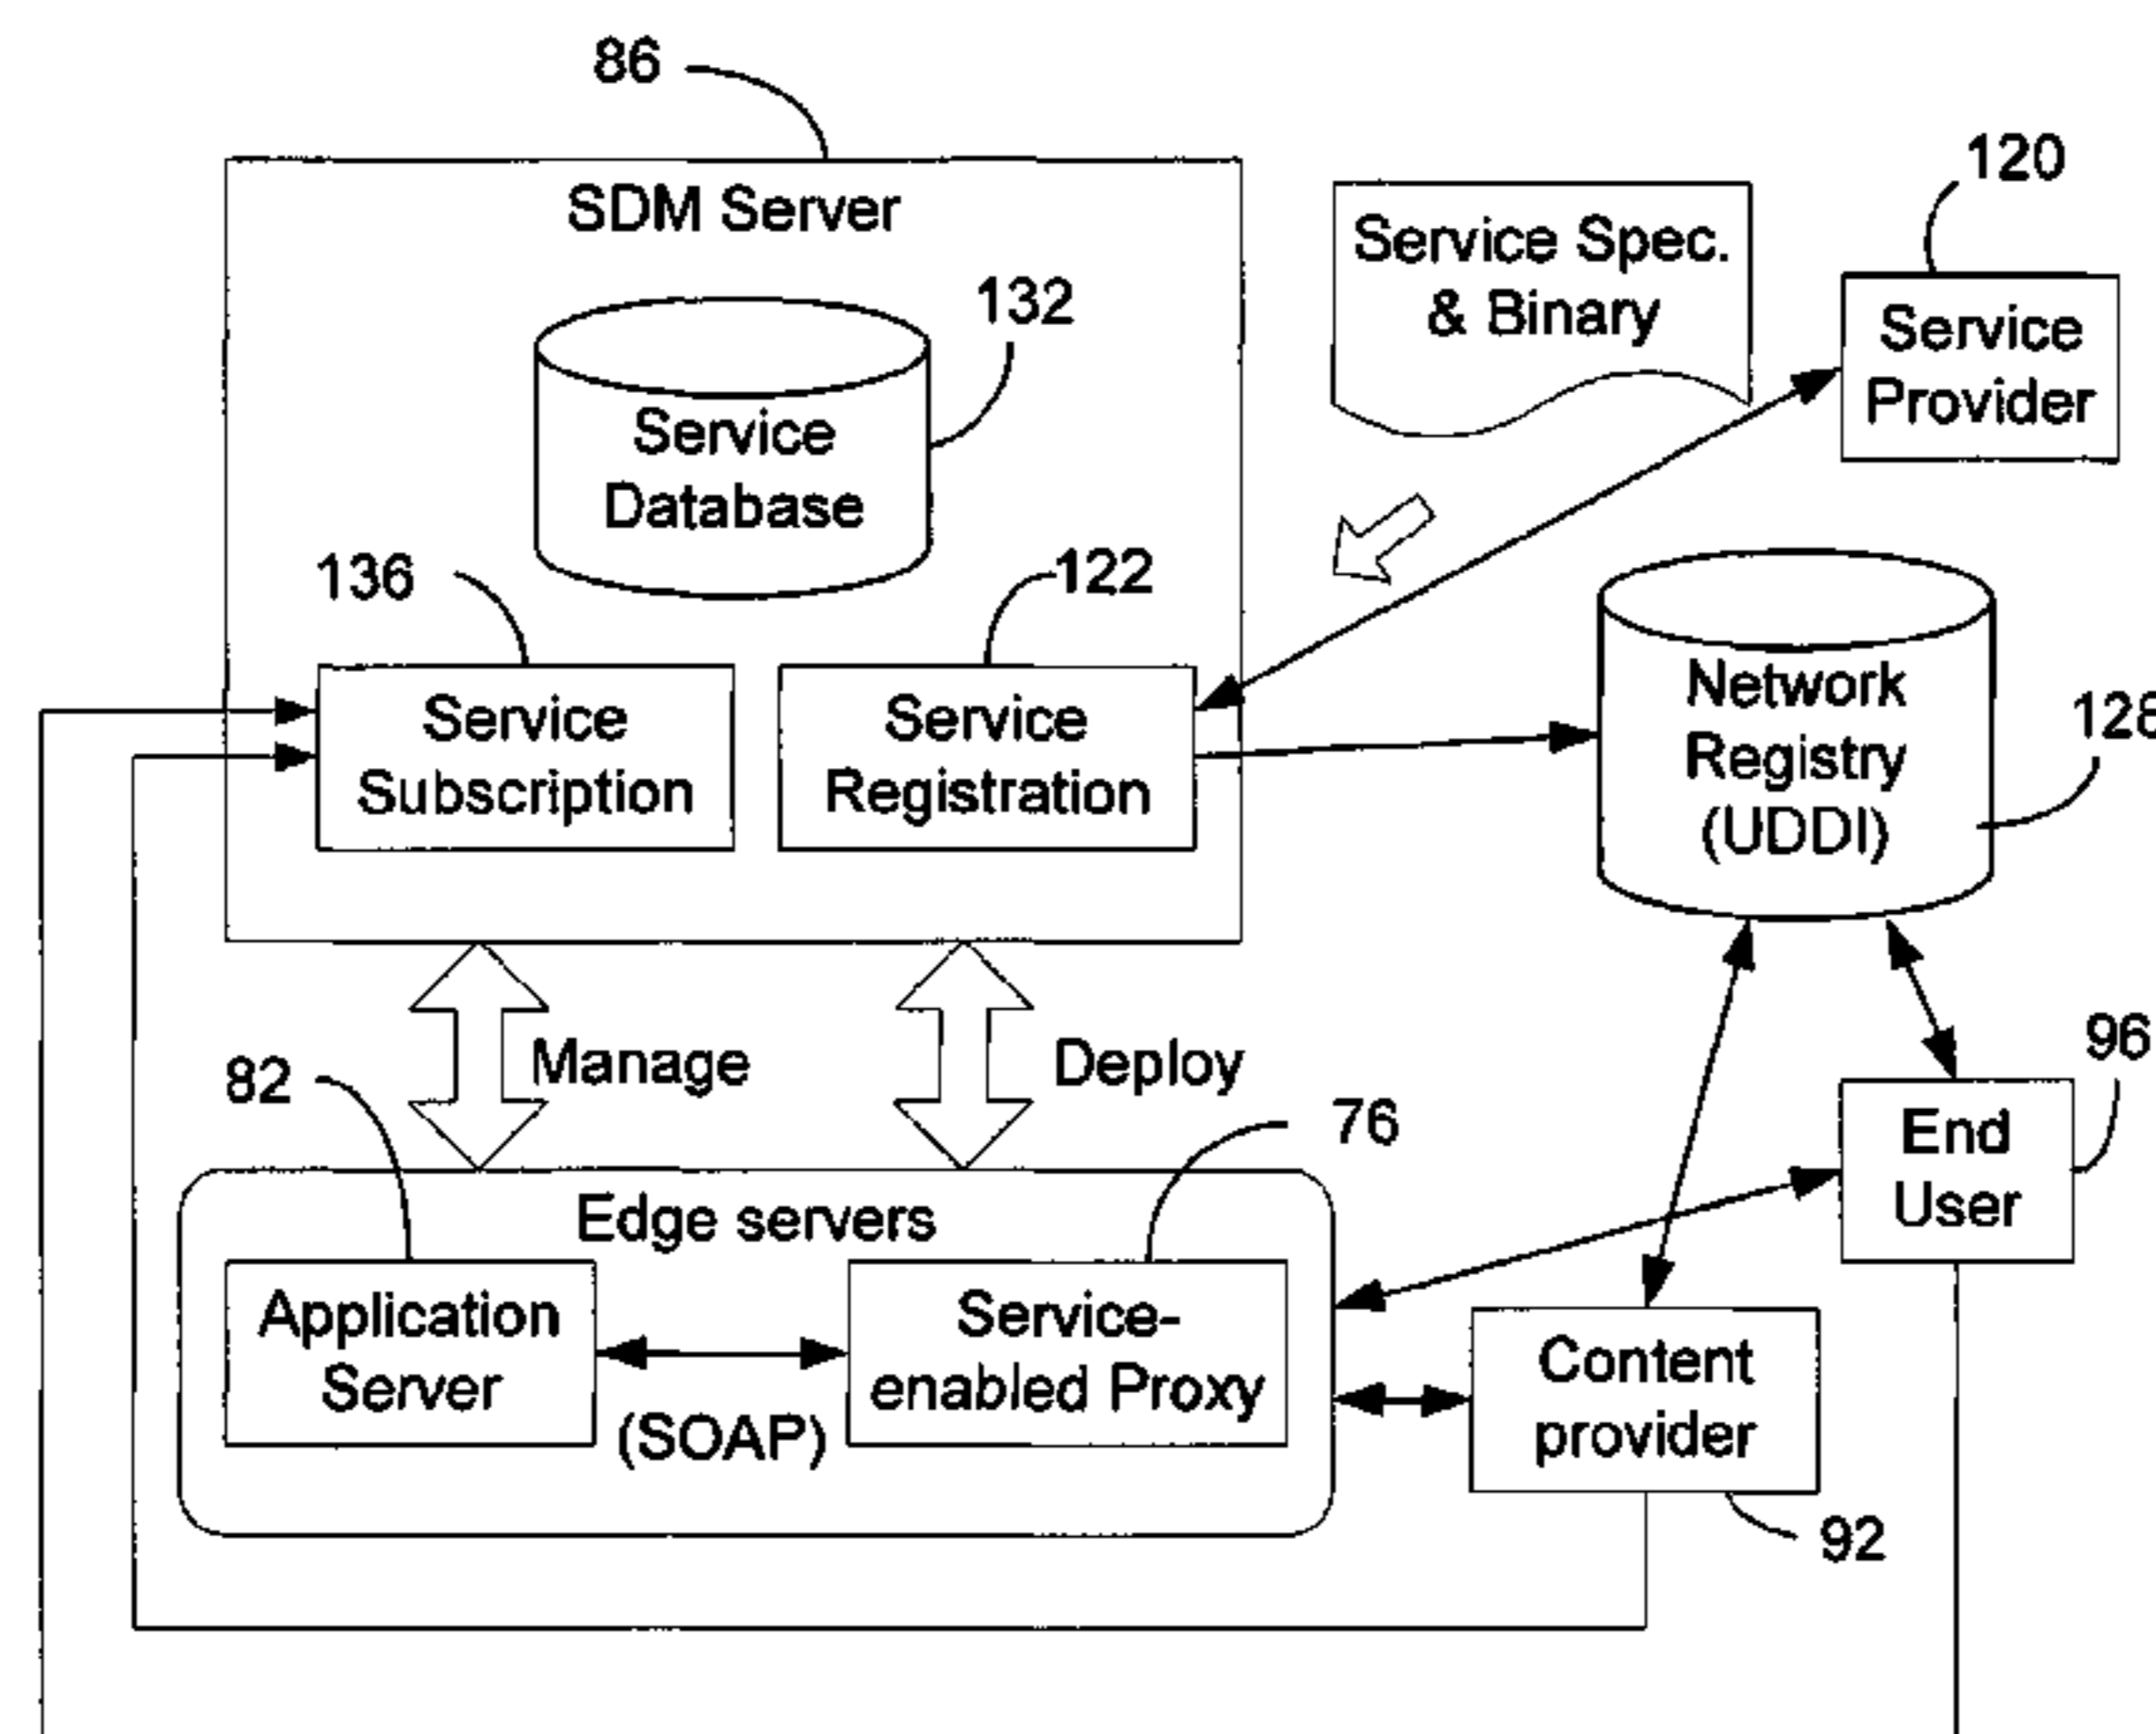 86
SDM Server
132
Service
Database
136
122
Service
Subscription
Service
Registration
Service Spec.
& Binary
120
Service
Provider
Network
Registry
(UDDI)
128
Manage
Deploy
82
76
96
End
User
Edge servers
Application
Server
(SOAP)
Service-
enabled Proxy
Content
provider
92